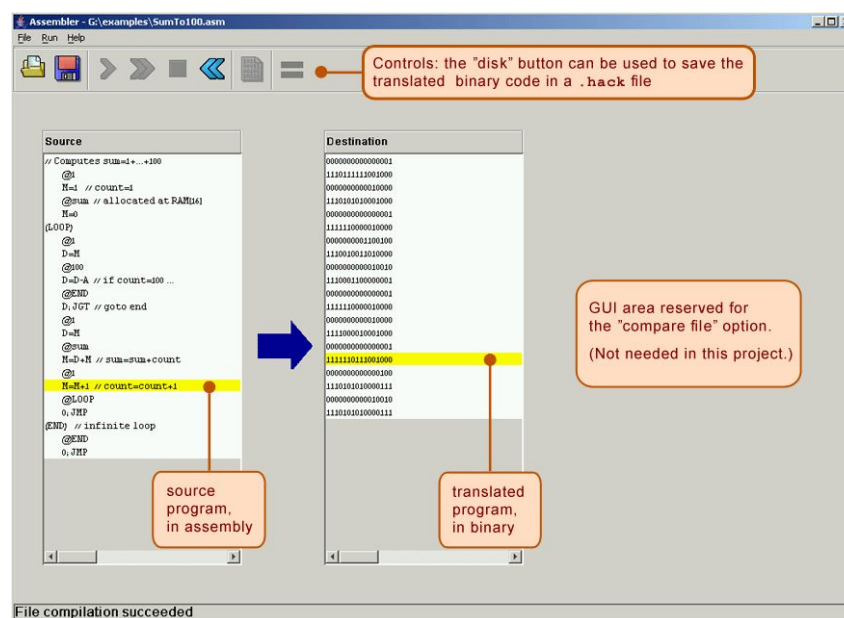 Assembler - G:\examples\SumTo100.asm
File Run Help
Controls: the "disk" button can be used to save the
translated binary code in a .hack file
Source
// Computes sum=1+...+100
@1
M=1 // count=1
@sum // allocated at RAM[16]
M=0
(LOOP)
@1
D=M
@100
D=D-A // if count=100 ...
@END
D;JGT // goto end
@1
D=M
@sum
M=D+M // sum=sum+count
@1
M=M+1 // count=count+1
@LOOP
0;JMP
(END) // infinite loop
@END
0;JMP
Destination
0000000000000001
1110111111001000
0000000000010000
1110101010001000
0000000000000001
1111110000010000
0000000001100100
1110010011010000
0000000000010010
1110001100000001
0000000000000001
1111110000010000
0000000000010000
1111000010001000
0000000000000001
1111110111001000
0000000000000100
1110101010000111
0000000000010010
1110101010000111
GUI area reserved for
the "compare file" option.
(Not needed in this project.)
source
program,
in assembly
translated
program,
in binary
File compilation succeeded